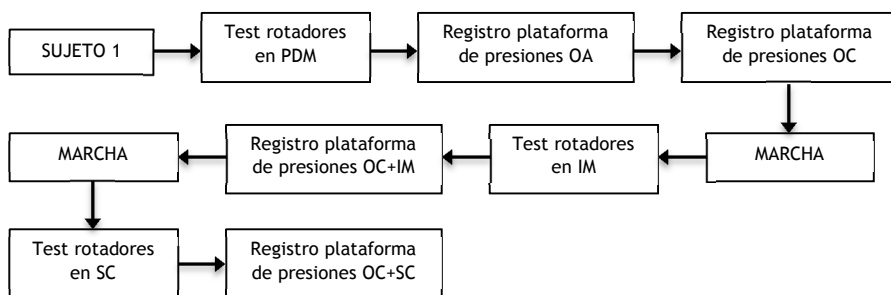 SUJETO 1
Test rotadores
en PDM
Registro plataforma
de presiones OA
Registro plataforma
de presiones OC
MARCHA
Test rotadores
en IM
Registro plataforma
de presiones OC+IM
MARCHA
Test rotadores
en SC
Registro plataforma
de presiones OC+SC